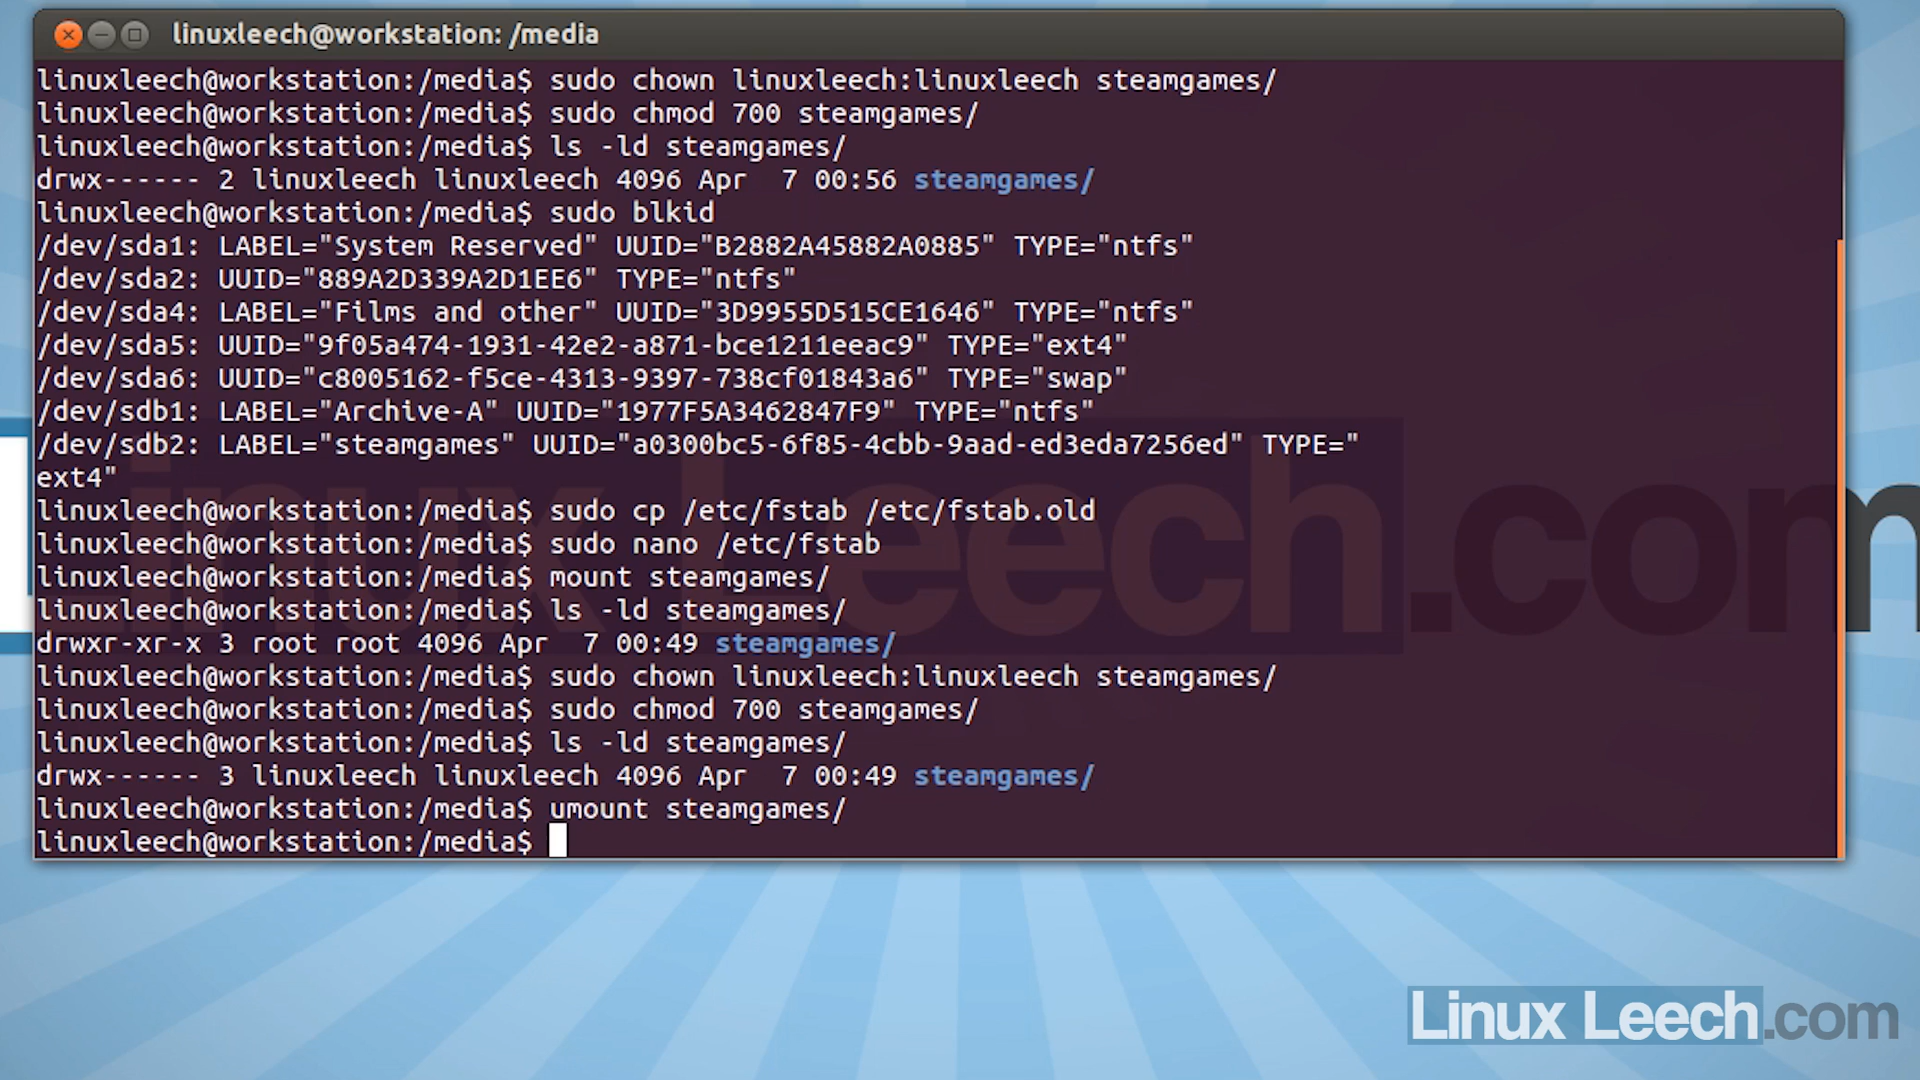 linuxleech@workstation: /media
linuxleech@workstation:/media$ sudo chown linuxleech:linuxleech steamgames/
linuxleech@workstation:/media$ sudo chmod 700 steamgames/
linuxleech@workstation:/media$ ls -ld steamgames/
drwx------ 2 linuxleech linuxleech 4096 Apr  7 00:56 steamgames/
linuxleech@workstation:/media$ sudo blkid
/dev/sda1: LABEL="System Reserved" UUID="B2882A45882A0885" TYPE="ntfs"
/dev/sda2: UUID="889A2D339A2D1EE6" TYPE="ntfs"
/dev/sda4: LABEL="Films and other" UUID="3D9955D515CE1646" TYPE="ntfs"
/dev/sda5: UUID="9f05a474-1931-42e2-a871-bce1211eeac9" TYPE="ext4"
/dev/sda6: UUID="c8005162-f5ce-4313-9397-738cf01843a6" TYPE="swap"
/dev/sdb1: LABEL="Archive-A" UUID="1977F5A3462847F9" TYPE="ntfs"
/dev/sdb2: LABEL="steamgames" UUID="a0300bc5-6f85-4cbb-9aad-ed3eda7256ed" TYPE="
ext4"
linuxleech@workstation:/media$ sudo cp /etc/fstab /etc/fstab.old
linuxleech@workstation:/media$ sudo nano /etc/fstab
linuxleech@workstation:/media$ mount steamgames/
linuxleech@workstation:/media$ ls -ld steamgames/
drwxr-xr-x 3 root root 4096 Apr  7 00:49 steamgames/
linuxleech@workstation:/media$ sudo chown linuxleech:linuxleech steamgames/
linuxleech@workstation:/media$ sudo chmod 700 steamgames/
linuxleech@workstation:/media$ ls -ld steamgames/
drwx------ 3 linuxleech linuxleech 4096 Apr  7 00:49 steamgames/
linuxleech@workstation:/media$ umount steamgames/
linuxleech@workstation:/media$
Linux Leech.com
Linux Leech.com